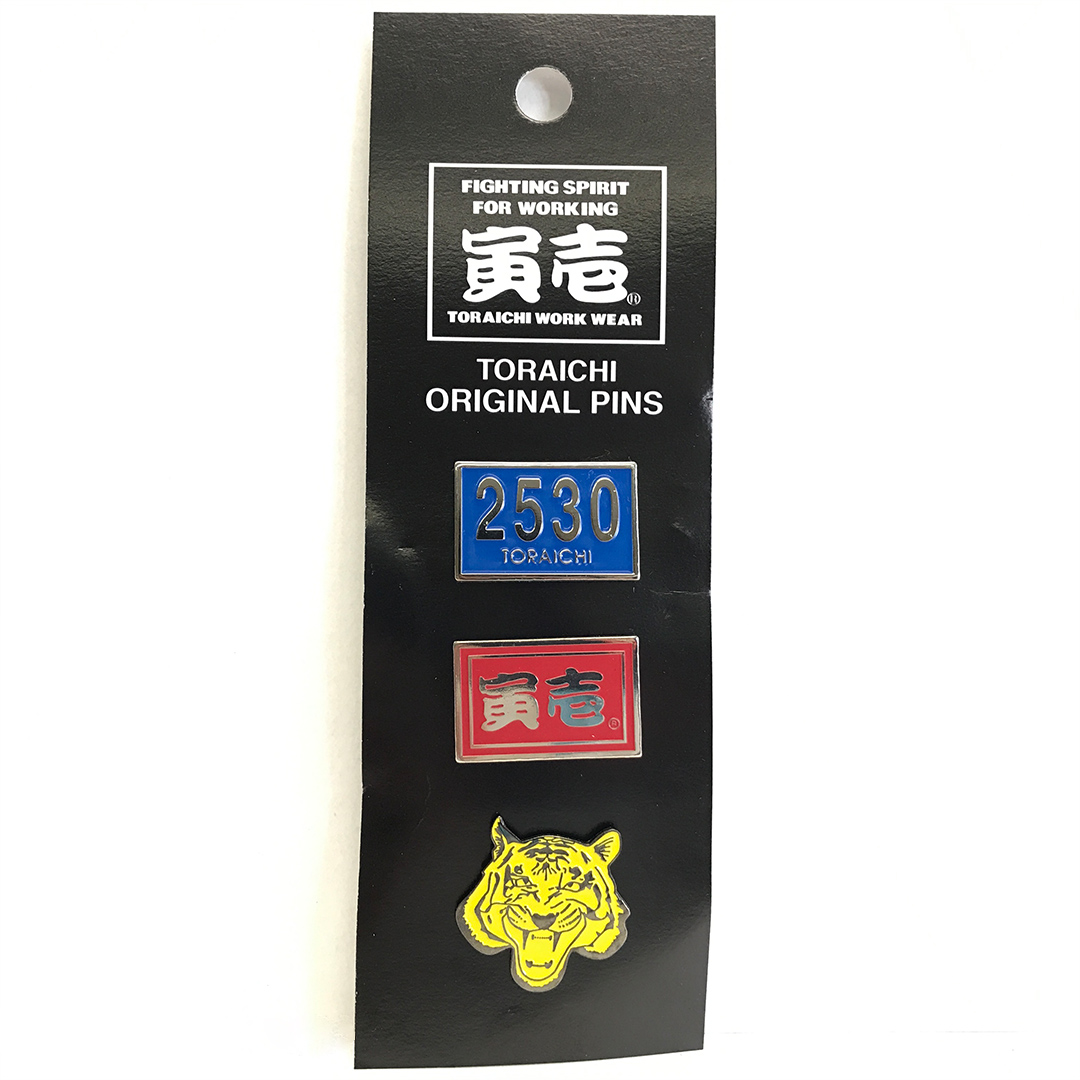 FIGHTING SPIRIT
FOR WORKING
寅壱®
TORAICHI WORK WEAR
TORAICHI
ORIGINAL PINS
2530
TORAICHI
寅壱®